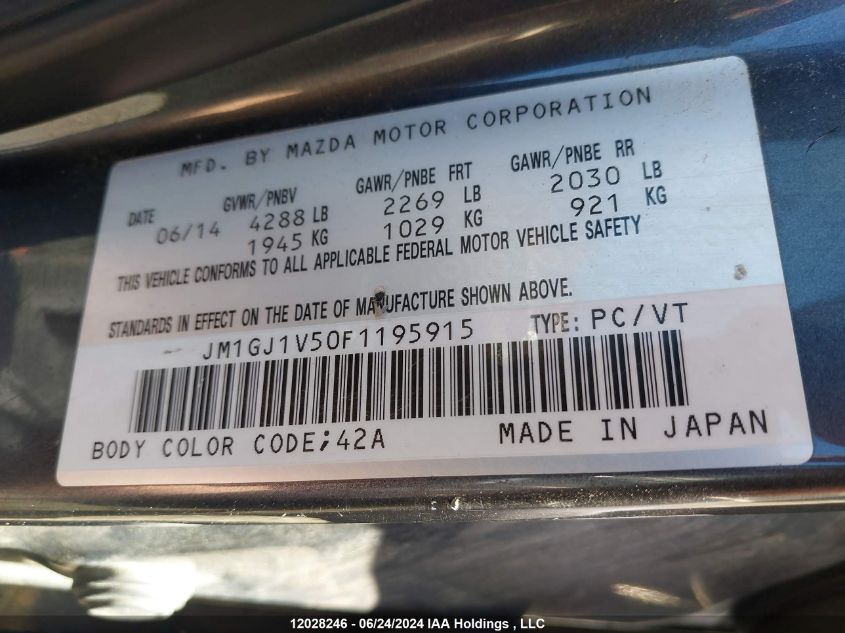 MFD. BY MAZDA MOTOR CORPORATION
DATE GVWR/PNBV GAWR/PNBE FRT GAWR/PNBE RR
06/14 4288 LB 2269 LB 2030 LB
1945 KG 1029 KG 921 KG
THIS VEHICLE CONFORMS TO ALL APPLICABLE FEDERAL MOTOR VEHICLE SAFETY
STANDARDS IN EFFECT ON THE DATE OF MANUFACTURE SHOWN ABOVE.
JM1GJ1V50F1195915 TYPE: PC/VT
BODY COLOR CODE;42A MADE IN JAPAN
12028246 - 06/24/2024 IAA Holdings , LLC